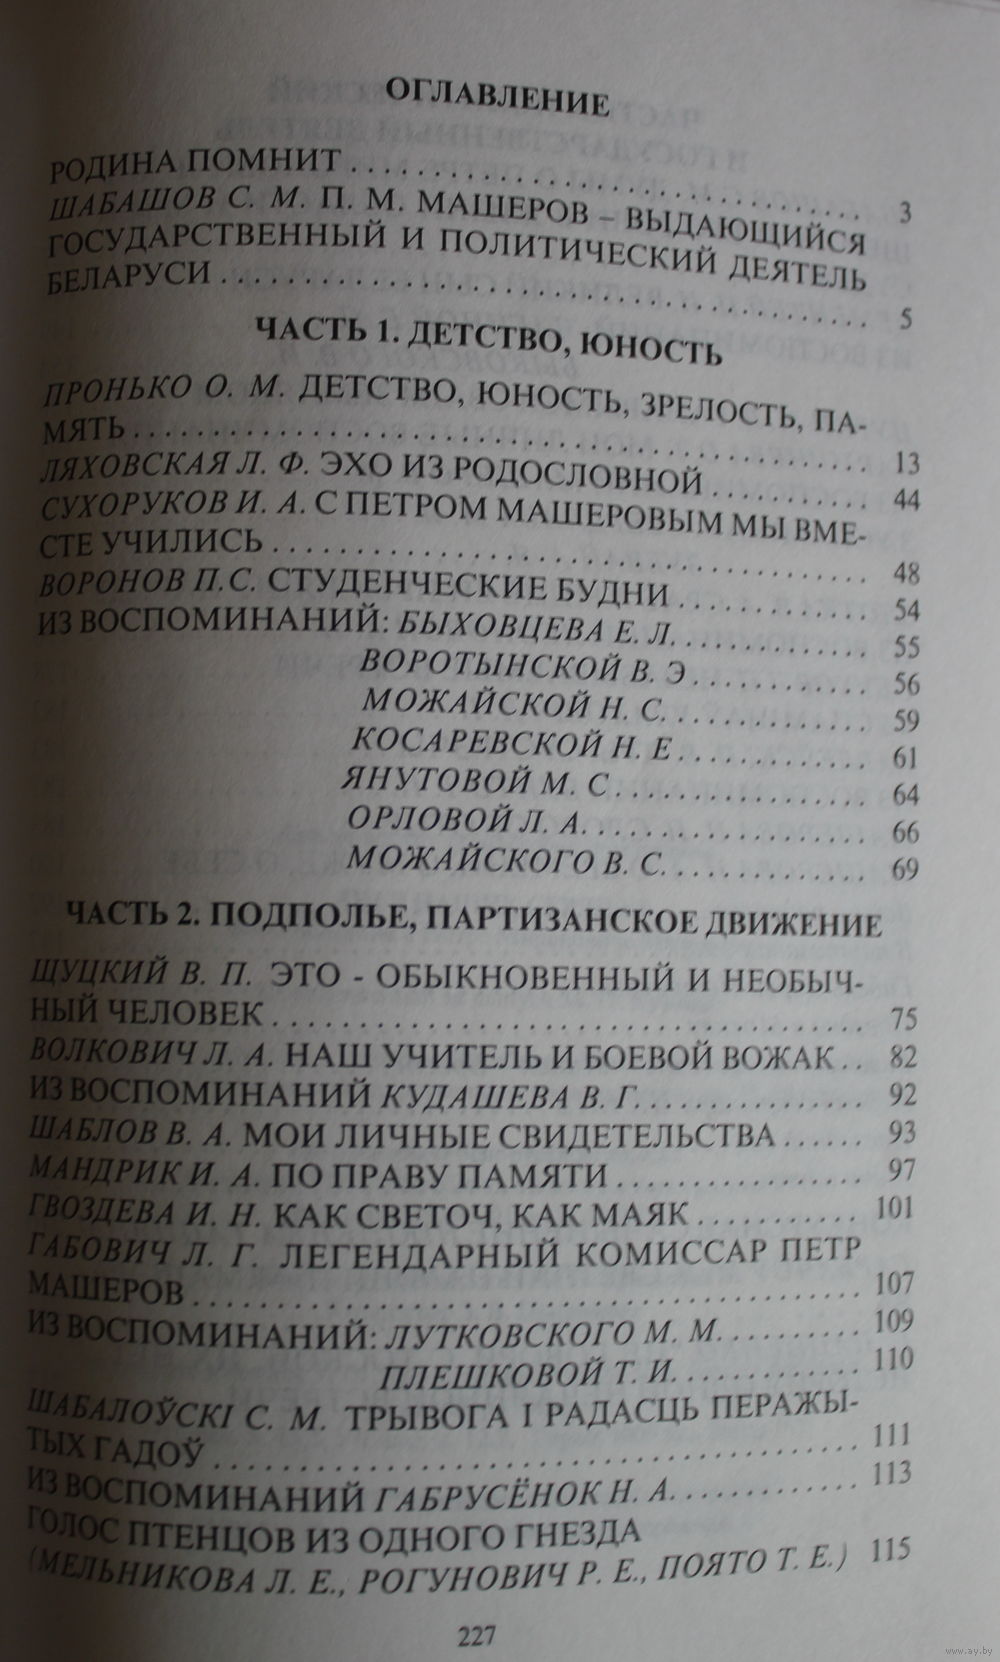 ОГЛАВЛЕНИЕ
РОДИНА ПОМНИТ . . . . . . . . . . . . . . . . . . . . . . . . . . . . . . 3
ШАБАШОВ С. М. П. М. МАШЕРОВ – ВЫДАЮЩИЙСЯ
ГОСУДАРСТВЕННЫЙ И ПОЛИТИЧЕСКИЙ ДЕЯТЕЛЬ
БЕЛАРУСИ . . . . . . . . . . . . . . . . . . . . . . . . . . . . . . . . . . . . . 5
ЧАСТЬ 1. ДЕТСТВО, ЮНОСТЬ
ПРОНЬКО О. М. ДЕТСТВО, ЮНОСТЬ, ЗРЕЛОСТЬ, ПА-
МЯТЬ . . . . . . . . . . . . . . . . . . . . . . . . . . . . . . . . . . . . . . . . . 13
ЛЯХОВСКАЯ Л. Ф. ЭХО ИЗ РОДОСЛОВНОЙ . . . . . . . . . . 44
СУХОРУКОВ И. А. С ПЕТРОМ МАШЕРОВЫМ МЫ ВМЕ-
СТЕ УЧИЛИСЬ . . . . . . . . . . . . . . . . . . . . . . . . . . . . . . . . . 48
ВОРОНОВ П.С. СТУДЕНЧЕСКИЕ БУДНИ . . . . . . . . . . . 54
ИЗ ВОСПОМИНАНИЙ: БЫХОВЦЕВА Е. Л. . . . . . . . . . . 55
ВОРОТЫНСКОЙ В. Э . . . . . . . . . . 56
МОЖАЙСКОЙ Н. С. . . . . . . . . . . 59
КОСАРЕВСКОЙ Н. Е . . . . . . . . . . . 61
ЯНУТОВОЙ М. С . . . . . . . . . . . . . . 64
ОРЛОВОЙ Л. А. . . . . . . . . . . . . . . . 66
МОЖАЙСКОГО В. С. . . . . . . . . . . 69
ЧАСТЬ 2. ПОДПОЛЬЕ, ПАРТИЗАНСКОЕ ДВИЖЕНИЕ
ЩУЦКИЙ В. П. ЭТО - ОБЫКНОВЕННЫЙ И НЕОБЫЧ-
НЫЙ ЧЕЛОВЕК . . . . . . . . . . . . . . . . . . . . . . . . . . . . . . . . . 75
ВОЛКОВИЧ Л. А. НАШ УЧИТЕЛЬ И БОЕВОЙ ВОЖАК . . 82
ИЗ ВОСПОМИНАНИЙ КУДАШЕВА В. Г. . . . . . . . . . . . . 92
ШАБЛОВ В. А. МОИ ЛИЧНЫЕ СВИДЕТЕЛЬСТВА . . . . . . 93
МАНДРИК И. А. ПО ПРАВУ ПАМЯТИ . . . . . . . . . . . . . . . 97
ГВОЗДЕВА И. Н. КАК СВЕТОЧ, КАК МАЯК . . . . . . . . . . . 101
ГАБОВИЧ Л. Г. ЛЕГЕНДАРНЫЙ КОМИССАР ПЕТР
МАШЕРОВ . . . . . . . . . . . . . . . . . . . . . . . . . . . . . . . . . . . . . . 107
ИЗ ВОСПОМИНАНИЙ: ЛУТКОВСКОГО М. М. . . . . . . . . 109
ПЛЕШКОВОЙ Т. И. . . . . . . . . . . . 110
ШАБАЛОЎСКІ С. М. ТРЫВОГА І РАДАСЦЬ ПЕРАЖЫ-
ТЫХ ГАДОЎ . . . . . . . . . . . . . . . . . . . . . . . . . . . . . . . . . . . . 111
ИЗ ВОСПОМИНАНИЙ ГАБРУСЁНОК Н. А. . . . . . . . . . . . 113
ГОЛОС ПТЕНЦОВ ИЗ ОДНОГО ГНЕЗДА
(МЕЛЬНИКОВА Л. Е., РОГУНОВИЧ Р. Е., ПОЯТО Т. Е.) 115
227
www.ay.by